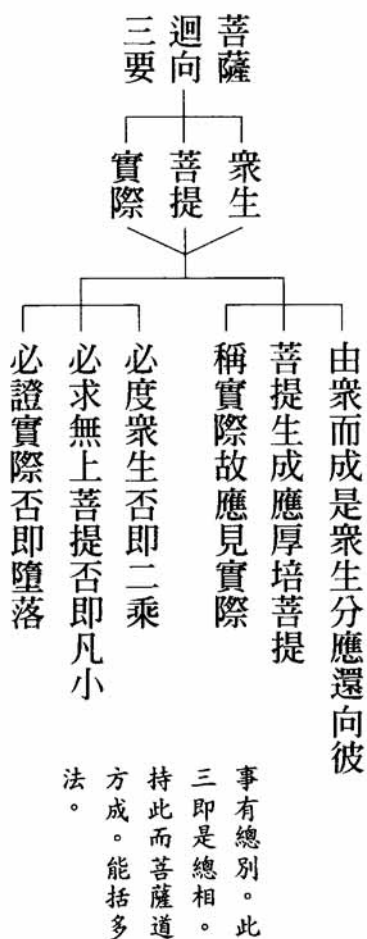 菩薩
迴向
三要
衆生
菩提
實際
由衆而成是衆生分應還向彼
菩提生成應厚培菩提
稱實際故應見實際
必度衆生否即二乘
必求無上菩提否即凡小
必證實際否即墮落
事有總別。此
三即是總相。
持此而菩薩道
方成。能括多
法。